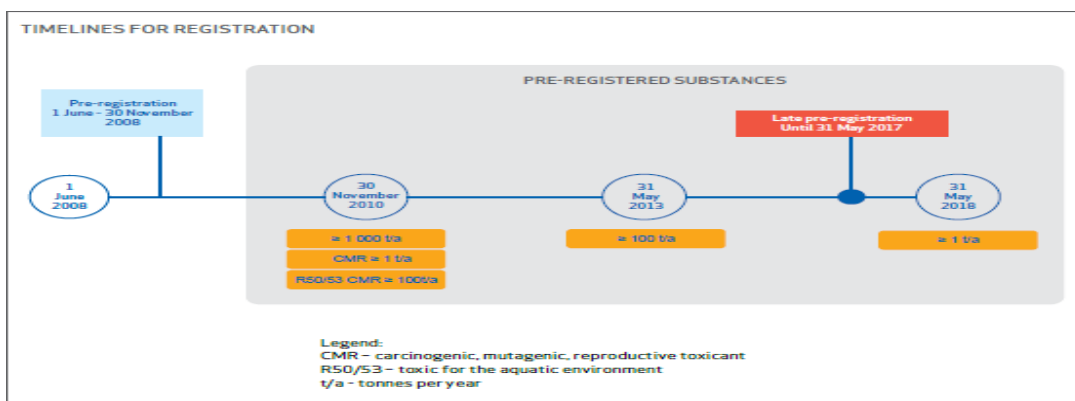 TIMELINES FOR REGISTRATION
PRE-REGISTERED SUBSTANCES
Pre-registration
1 June - 30 November
2008
Late pre-registration
Until 31 May 2017
1
June
2008
30
November
2010
31
May
2013
31
May
2018
≥ 1 000 t/a
CMR ≥ 1 t/a
R50/53 CMR ≥ 100t/a
≥ 100 t/a
≥ 1 t/a
Legend:
CMR – carcinogenic, mutagenic, reproductive toxicant
R50/53 – toxic for the aquatic environment
t/a - tonnes per year